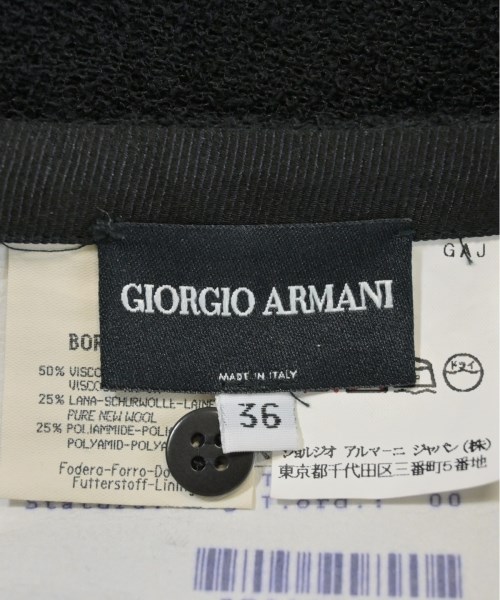 GAJ
GIORGIO ARMANI
MADE IN ITALY
36
BOR
50% VISCO
VISCO
25% LANA-SCHURWOLLE-LAINE
PURE NEW WOOL
25% POLIAMMIDE-POLI
POLYAMID-POLYA
Fodero-Forro-Do
Futterstoff-Lining
ドライ
ジョルジオ アルマーニ ジャパン(株)
東京都千代田区三番町5番地
T.ord.: 00